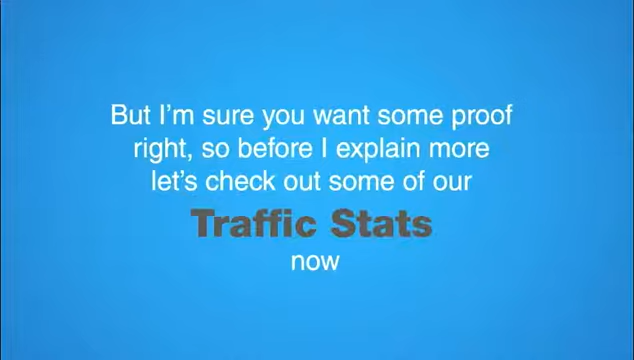 But I'm sure you want some proof
right, so before I explain more
let's check out some of our
Traffic Stats
now